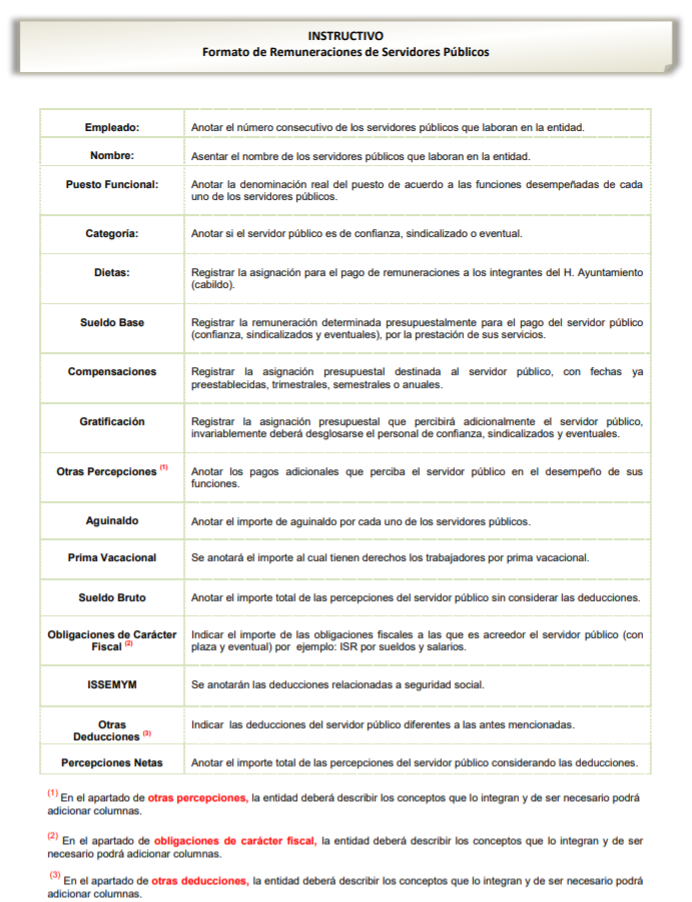 INSTRUCTIVO
Formato de Remuneraciones de Servidores Públicos
Empleado:
Anotar el número consecutivo de los servidores públicos que laboran en la entidad.
Nombre:
Asentar el nombre de los servidores públicos que laboran en la entidad.
Puesto Funcional:
Anotar la denominación real del puesto de acuerdo a las funciones desempeñadas de cada
uno de los servidores públicos.
Categoría:
Anotar si el servidor público es de confianza, sindicalizado o eventual.
Dietas:
Registrar la asignación para el pago de remuneraciones a los integrantes del H. Ayuntamiento
(cabildo).
Sueldo Base
Registrar la remuneración determinada presupuestalmente para el pago del servidor público
(confianza, sindicalizados y eventuales), por la prestación de sus servicios.
Compensaciones
Registrar la asignación presupuestal destinada al servidor público, con fechas ya
preestablecidas, trimestrales, semestrales o anuales.
Gratificación
Registrar la asignación presupuestal que percibirá adicionalmente el servidor público,
invariablemente deberá desglosarse el personal de confianza, sindicalizados y eventuales.
Otras Percepciones (1)
Anotar los pagos adicionales que perciba el servidor público en el desempeño de sus
funciones.
Aguinaldo
Anotar el importe de aguinaldo por cada uno de los servidores públicos.
Prima Vacacional
Se anotará el importe al cual tienen derechos los trabajadores por prima vacacional.
Sueldo Bruto
Anotar el importe total de las percepciones del servidor público sin considerar las deducciones.
Obligaciones de Carácter
Fiscal (2)
Indicar el importe de las obligaciones fiscales a las que es acreedor el servidor público (con
plaza y eventual) por ejemplo: ISR por sueldos y salarios.
ISSEMYM
Se anotarán las deducciones relacionadas a seguridad social.
Otras
Deducciones (3)
Indicar las deducciones del servidor público diferentes a las antes mencionadas.
Percepciones Netas
Anotar el importe total de las percepciones del servidor público considerando las deducciones.
(1) En el apartado de otras percepciones, la entidad deberá describir los conceptos que lo integran y de ser necesario podrá
adicionar columnas.
(2) En el apartado de obligaciones de carácter fiscal, la entidad deberá describir los conceptos que lo integran y de ser
necesario podrá adicionar columnas.
(3) En el apartado de otras deducciones, la entidad deberá describir los conceptos que lo integran y de ser necesario podrá
adicionar columnas.